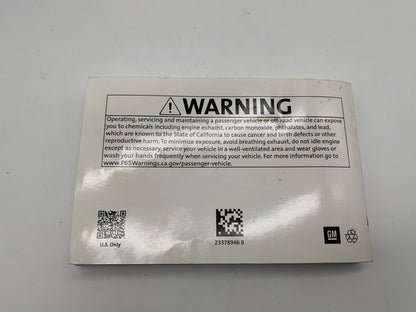 WARNING
Operating, servicing and maintaining a passenger vehicle or off-road vehicle can expose
you to chemicals including engine exhaust, carbon monoxide, phthalates, and lead,
which are known to the State of California to cause cancer and birth defects or other
reproductive harm. To minimize exposure, avoid breathing exhaust, do not idle engine
except as necessary, service your vehicle in a well-ventilated area and wear gloves or
wash your hands frequently when servicing your vehicle. For more information go to
www.P65Warnings.ca.gov/passenger-vehicle.
U.S. Only
23378946 B
GM